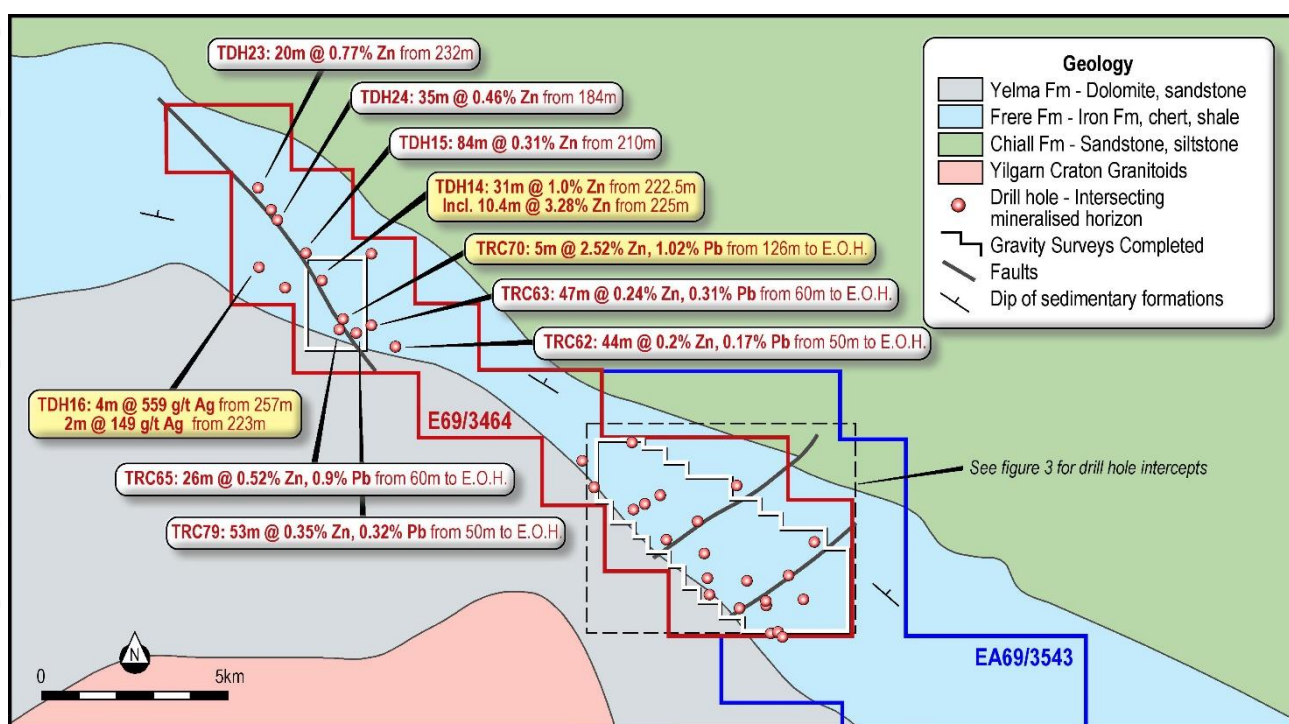 TDH23: 20m @ 0.77% Zn from 232m
TDH24: 35m @ 0.46% Zn from 184m
TDH15: 84m @ 0.31% Zn from 210m
TDH14: 31m @ 1.0% Zn from 222.5m
Incl. 10.4m @ 3.28% Zn from 225m
TRC70: 5m @ 2.52% Zn, 1.02% Pb from 126m to E.O.H.
TRC63: 47m @ 0.24% Zn, 0.31% Pb from 60m to E.O.H.
TRC62: 44m @ 0.2% Zn, 0.17% Pb from 50m to E.O.H.
TDH16: 4m @ 559 g/t Ag from 257m
2m @ 149 g/t Ag from 223m
E69/3464
TRC65: 26m @ 0.52% Zn, 0.9% Pb from 60m to E.O.H.
TRC79: 53m @ 0.35% Zn, 0.32% Pb from 50m to E.O.H.
See figure 3 for drill hole intercepts
EA69/3543
Geology
Yelma Fm - Dolomite, sandstone
Frere Fm - Iron Fm, chert, shale
Chiall Fm - Sandstone, siltstone
Yilgarn Craton Granitoids
Drill hole - Intersecting
mineralised horizon
Gravity Surveys Completed
Faults
Dip of sedimentary formations
N
0 5km